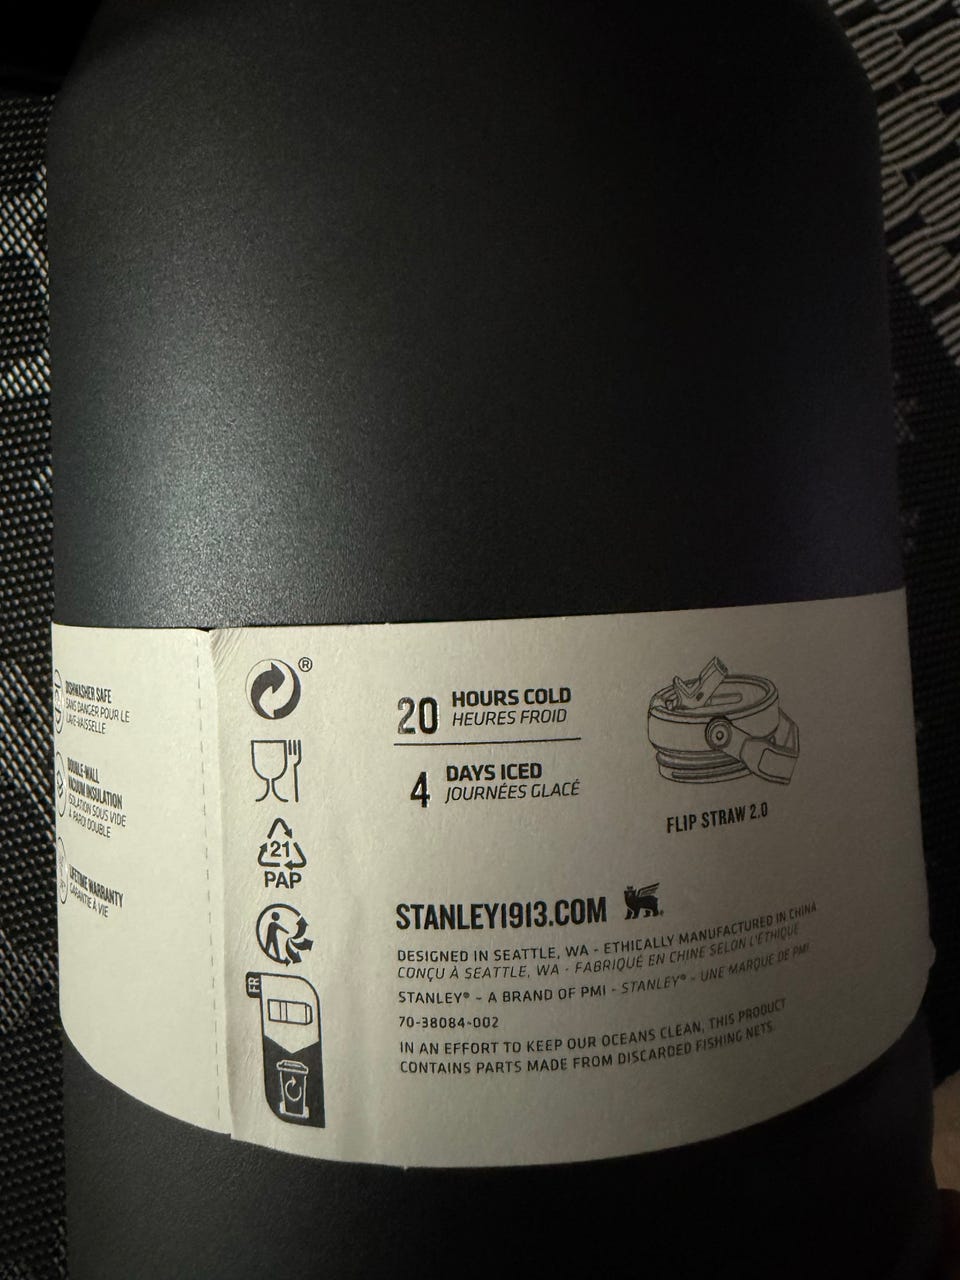 DISHWASHER SAFE
SANS DANGER POUR LE
LAVE-VAISSELLE
DOUBLE-WALL
VACUUM INSULATION
ISOLATION SOUS VIDE
À PAROI DOUBLE
LIFETIME WARRANTY
GARANTIE À VIE
®
21
PAP
FR
20 HOURS COLD
HEURES FROID
4 DAYS ICED
JOURNÉES GLACÉ
FLIP STRAW 2.0
STANLEY1913.COM
DESIGNED IN SEATTLE, WA - ETHICALLY MANUFACTURED IN CHINA
CONÇU À SEATTLE, WA - FABRIQUÉ EN CHINE SELON L'ÉTHIQUE
STANLEY® - A BRAND OF PMI - STANLEY® - UNE MARQUE DE PMI
70-38084-002
IN AN EFFORT TO KEEP OUR OCEANS CLEAN, THIS PRODUCT
CONTAINS PARTS MADE FROM DISCARDED FISHING NETS.